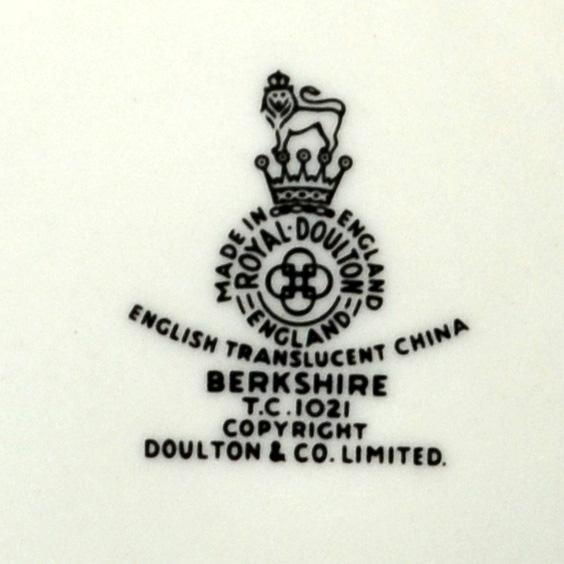 MADE IN ENGLAND
ROYAL·DOULTON
ENGLAND
ENGLISH TRANSLUCENT CHINA
BERKSHIRE
T.C.1021
COPYRIGHT
DOULTON & CO. LIMITED.